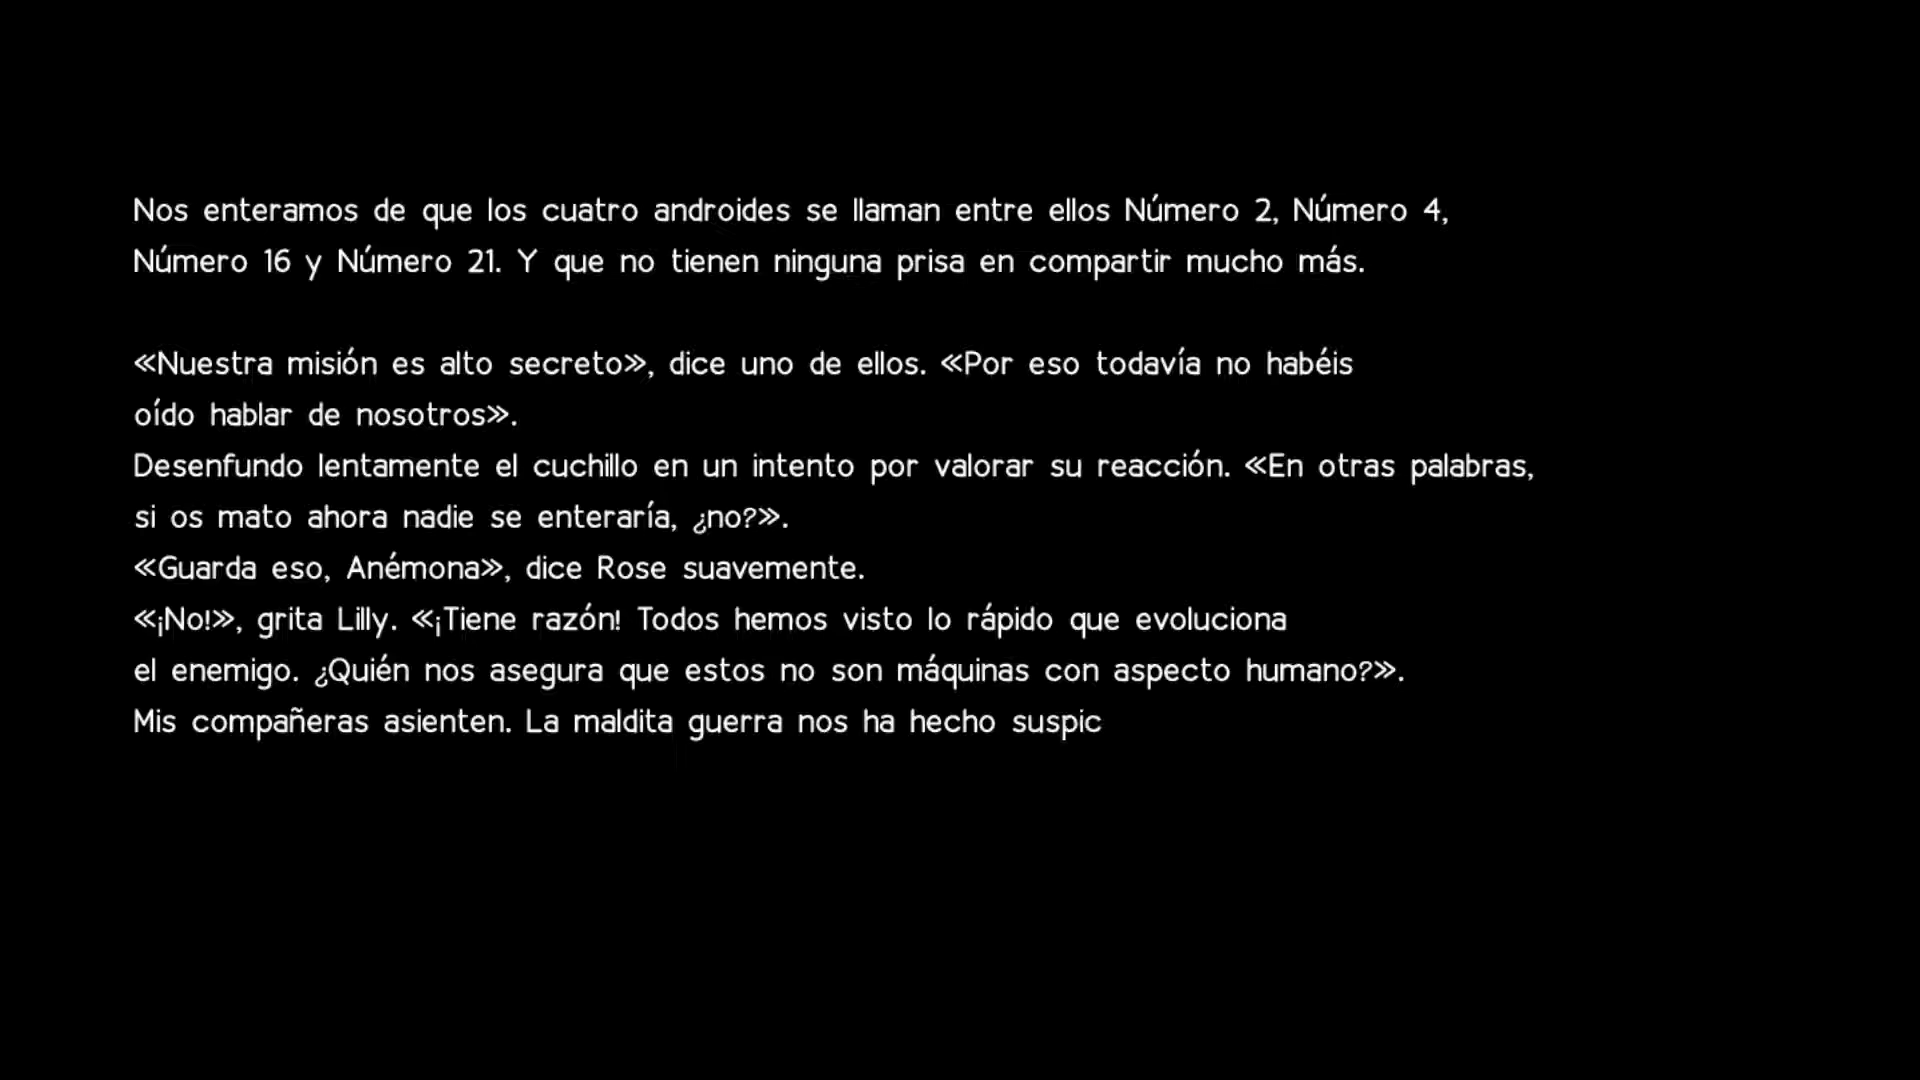 Nos enteramos de que los cuatro androides se llaman entre ellos Número 2, Número 4,
Número 16 y Número 21. Y que no tienen ninguna prisa en compartir mucho más.
«Nuestra misión es alto secreto», dice uno de ellos. «Por eso todavía no habéis
oído hablar de nosotros».
Desenfundo lentamente el cuchillo en un intento por valorar su reacción. «En otras palabras,
si os mato ahora nadie se enteraría, ¿no?».
«Guarda eso, Anémona», dice Rose suavemente.
«¡No!», grita Lilly. «¡Tiene razón! Todos hemos visto lo rápido que evoluciona
el enemigo. ¿Quién nos asegura que estos no son máquinas con aspecto humano?».
Mis compañeras asienten. La maldita guerra nos ha hecho suspic